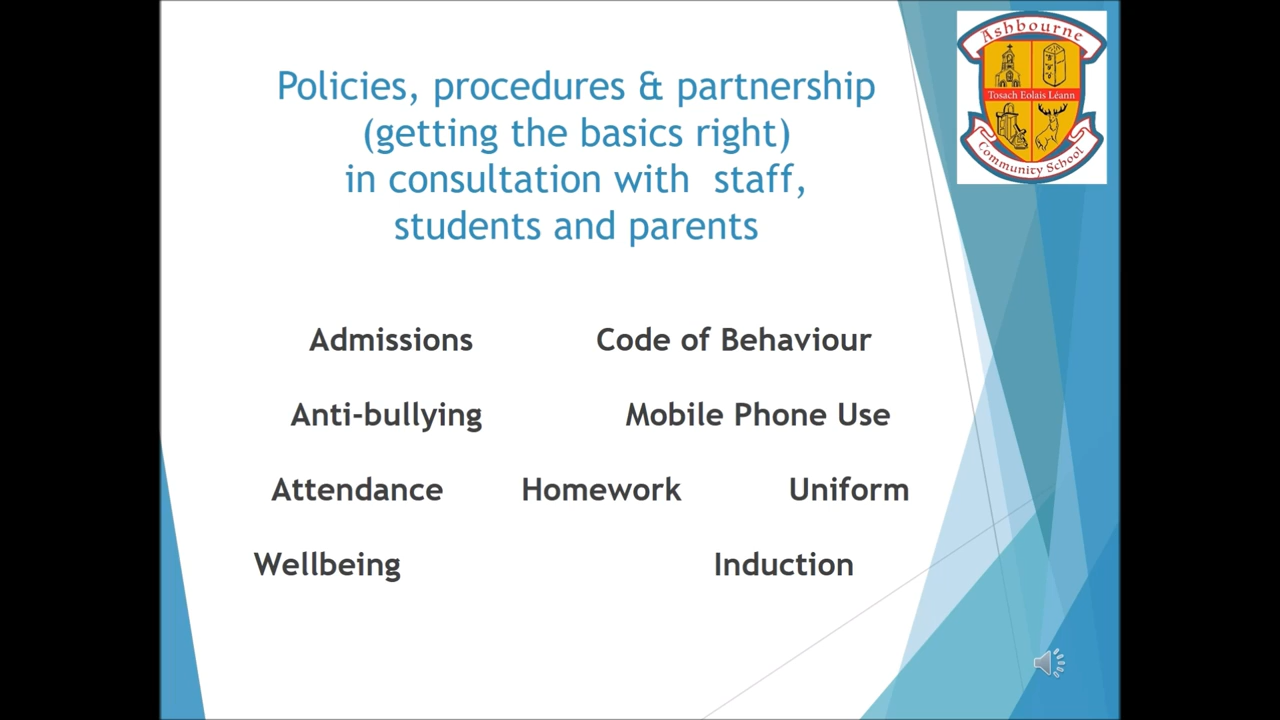 Policies, procedures & partnership
(getting the basics right)
in consultation with  staff,
students and parents
Ashbourne
Tosach Eolais Léann
Community School
Admissions Code of Behaviour
Anti-bullying Mobile Phone Use
Attendance Homework Uniform
Wellbeing Induction